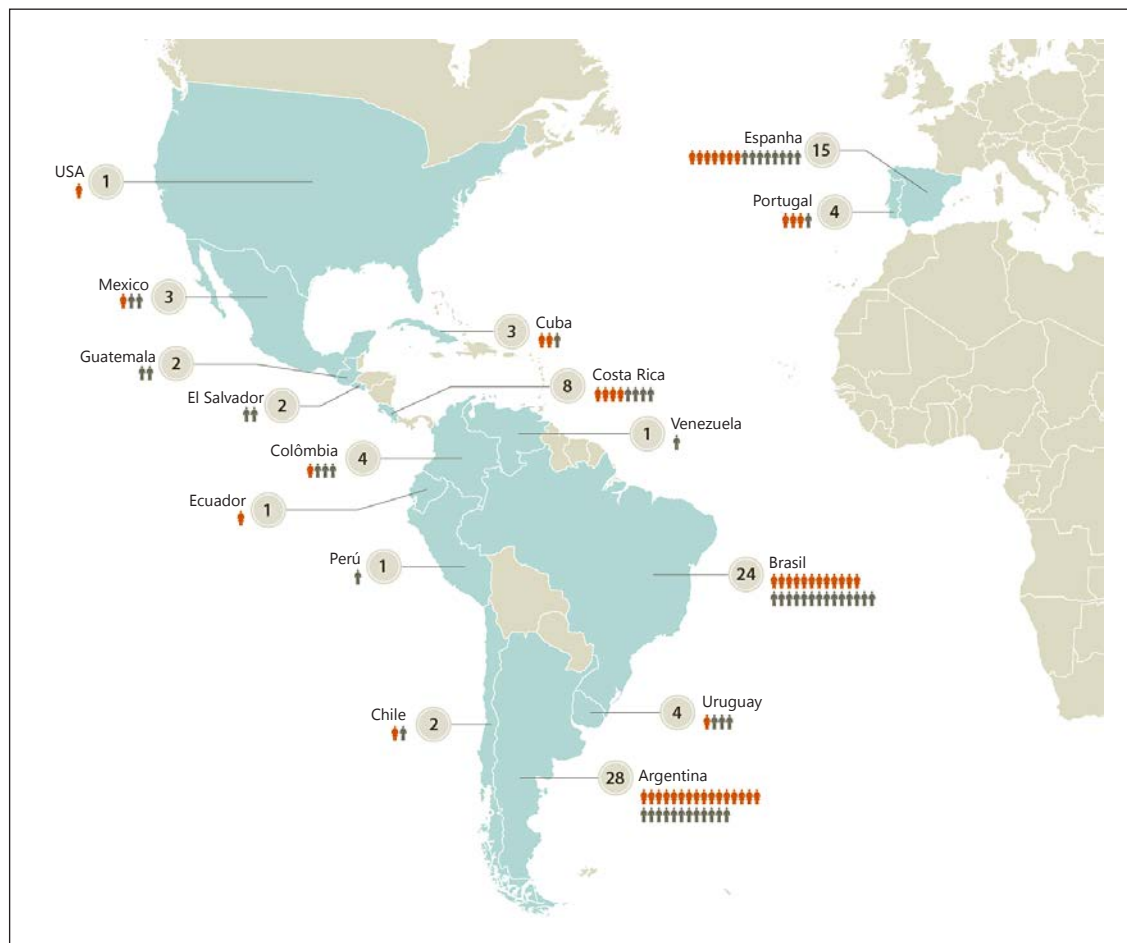 Espanha
15
USA
1
Portugal
4
Mexico
3
3
Cuba
Guatemala
2
8
Costa Rica
El Salvador
2
1
Venezuela
Colômbia
4
Ecuador
1
Perú
1
24
Brasil
Chile
2
4
Uruguay
28
Argentina